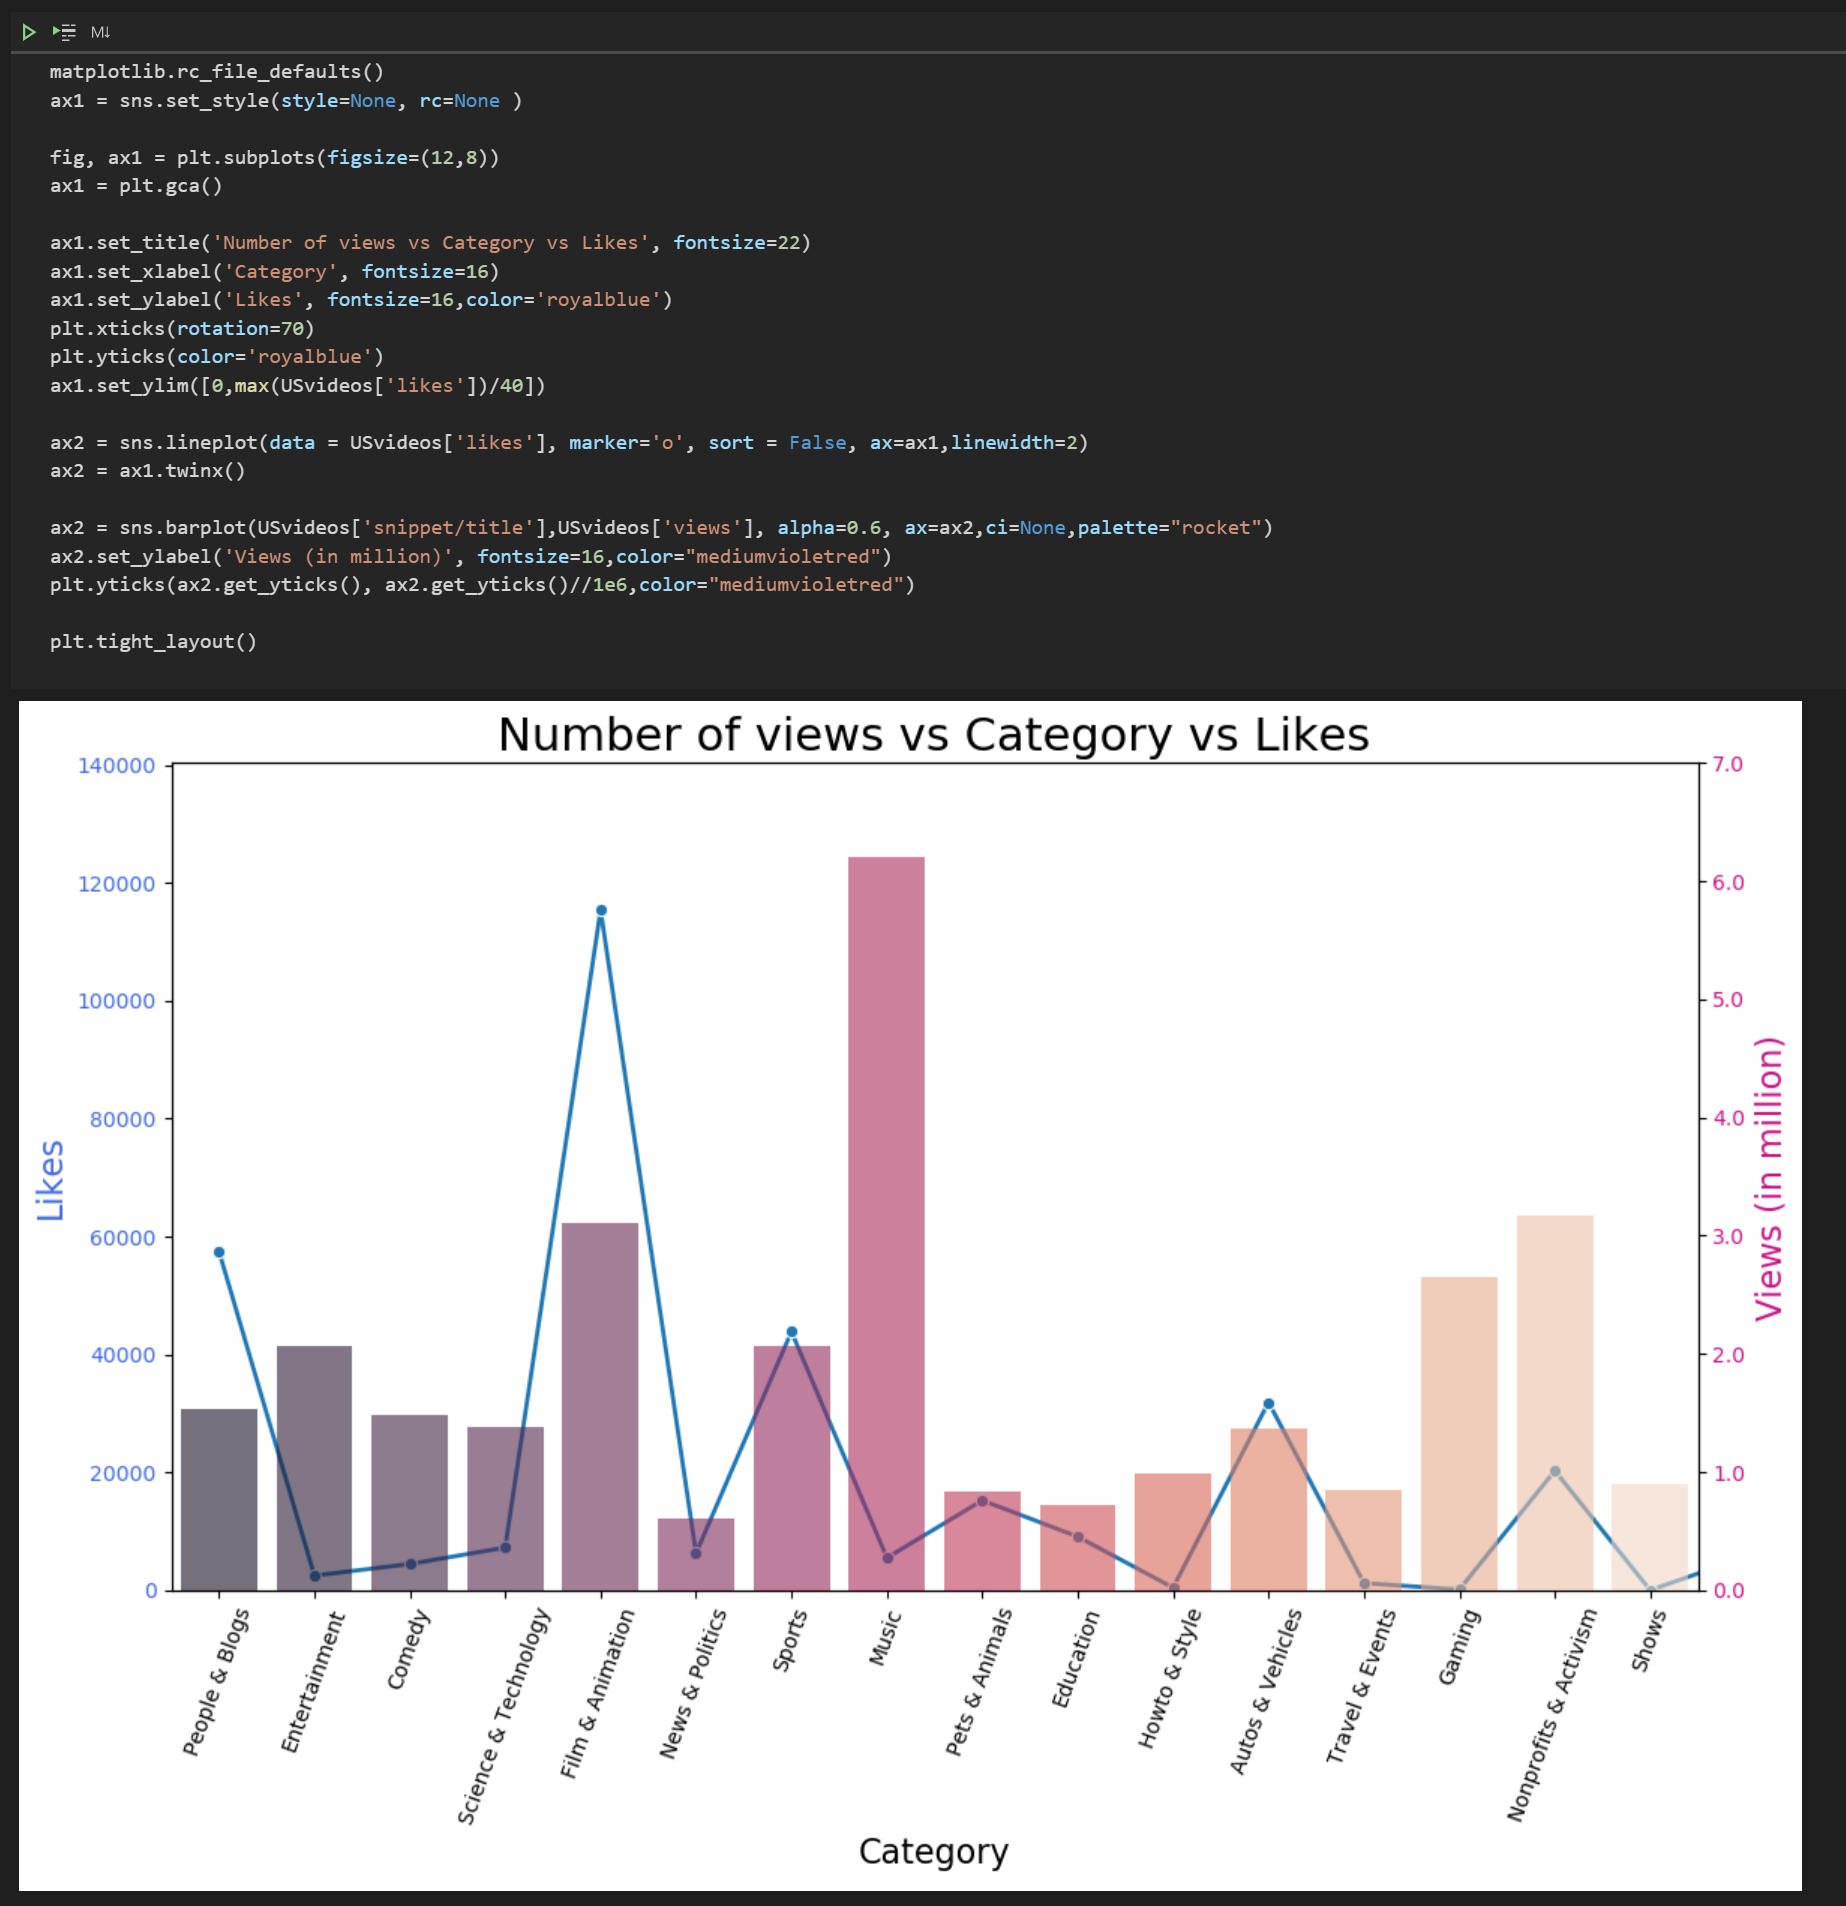 M↓
matplotlib.rc_file_defaults()
ax1 = sns.set_style(style=None, rc=None )
fig, ax1 = plt.subplots(figsize=(12,8))
ax1 = plt.gca()
ax1.set_title('Number of views vs Category vs Likes', fontsize=22)
ax1.set_xlabel('Category', fontsize=16)
ax1.set_ylabel('Likes', fontsize=16,color='royalblue')
plt.xticks(rotation=70)
plt.yticks(color='royalblue')
ax1.set_ylim([0,max(USvideos['likes'])/40])
ax2 = sns.lineplot(data = USvideos['likes'], marker='o', sort = False, ax=ax1,linewidth=2)
ax2 = ax1.twinx()
ax2 = sns.barplot(USvideos['snippet/title'],USvideos['views'], alpha=0.6, ax=ax2,ci=None,palette="rocket")
ax2.set_ylabel('Views (in million)', fontsize=16,color="mediumvioletred")
plt.yticks(ax2.get_yticks(), ax2.get_yticks()//1e6,color="mediumvioletred")
plt.tight_layout()
Number of views vs Category vs Likes
140000
120000
100000
80000
60000
40000
20000
0
Likes
7.0
6.0
5.0
4.0
3.0
2.0
1.0
0.0
Views (in million)
People & Blogs
Entertainment
Comedy
Science & Technology
Film & Animation
News & Politics
Sports
Music
Pets & Animals
Education
Howto & Style
Autos & Vehicles
Travel & Events
Gaming
Nonprofits & Activism
Shows
Category